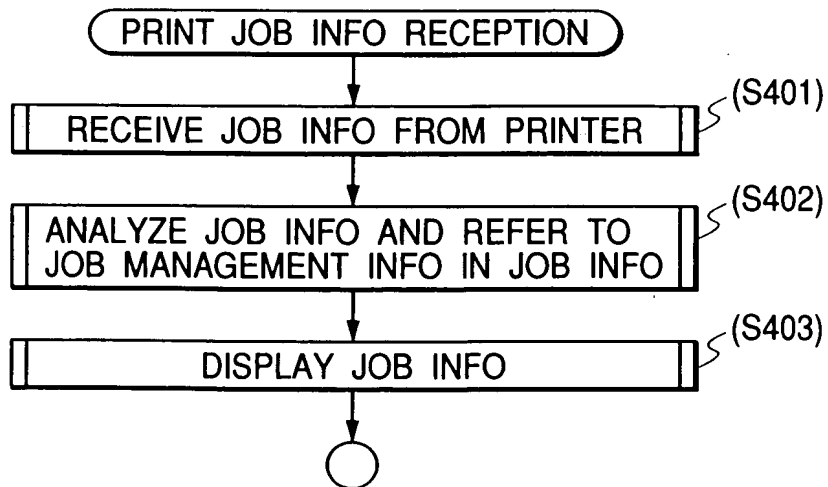 PRINT JOB INFO RECEPTION
(S401)
RECEIVE JOB INFO FROM PRINTER
(S402)
ANALYZE JOB INFO AND REFER TO
JOB MANAGEMENT INFO IN JOB INFO
(S403)
DISPLAY JOB INFO